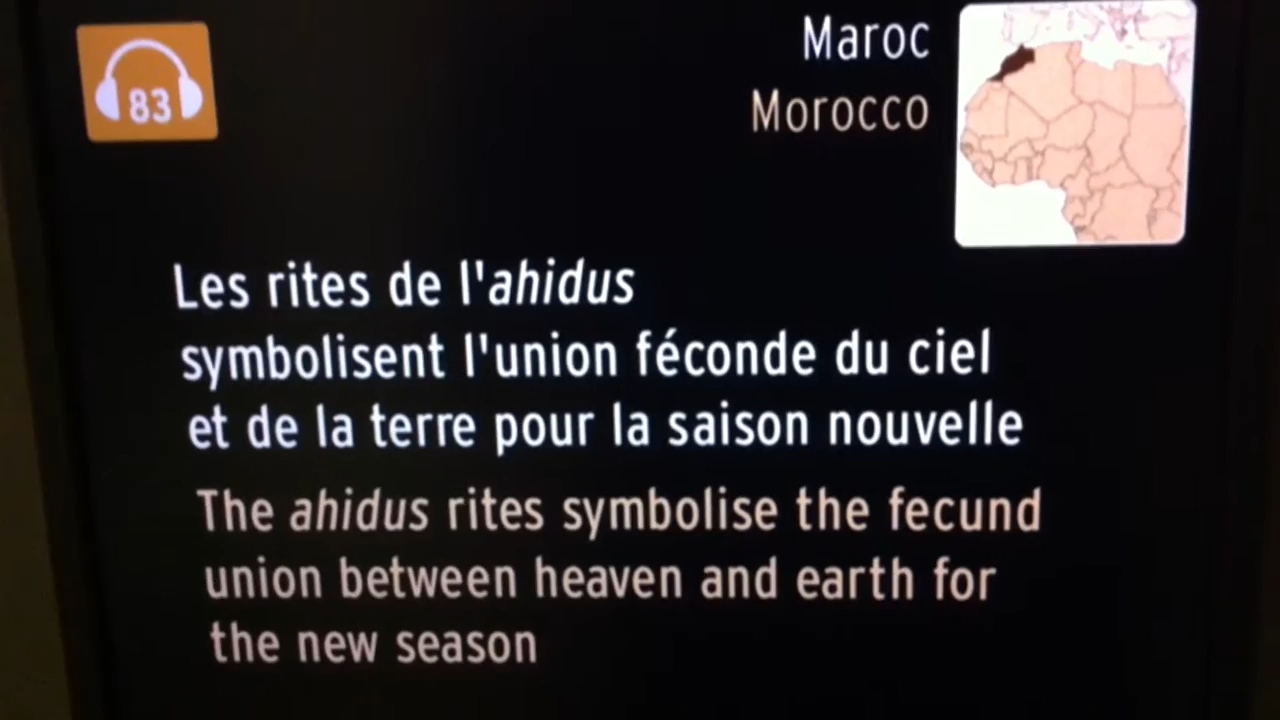 83
Maroc
Morocco
Les rites de l'ahidus
symbolisent l'union féconde du ciel
et de la terre pour la saison nouvelle
The ahidus rites symbolise the fecund
union between heaven and earth for
the new season